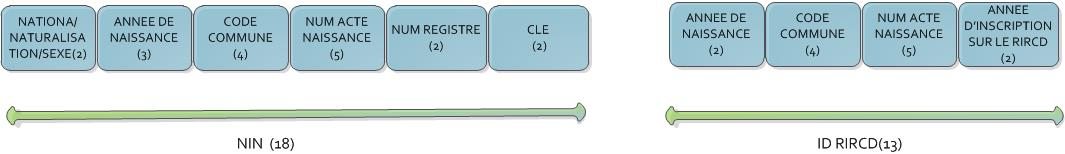 NATIONA/
NATURALISA
TION/SEXE(2)
ANNEE DE
NAISSANCE
(3)
CODE
COMMUNE
(4)
NUM ACTE
NAISSANCE
(5)
NUM REGISTRE
(2)
CLE
(2)
NIN (18)
ANNEE DE
NAISSANCE
(2)
CODE
COMMUNE
(4)
NUM ACTE
NAISSANCE
(5)
ANNEE
D'INSCRIPTION
SUR LE RIRCD
(2)
ID RIRCD(13)